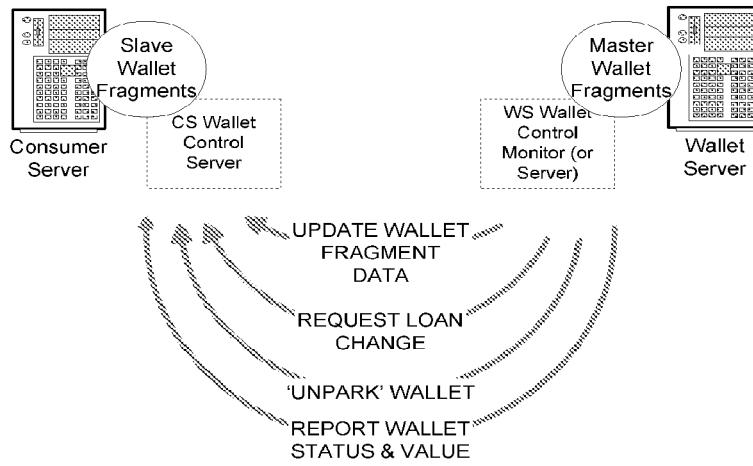 Slave
Wallet
Fragments
Consumer
Server
CS Wallet
Control
Server
Master
Wallet
Fragments
WS Wallet
Control
Monitor (or
Server)
Wallet
Server
UPDATE WALLET
FRAGMENT
DATA
REQUEST LOAN
CHANGE
'UNPARK' WALLET
REPORT WALLET
STATUS & VALUE